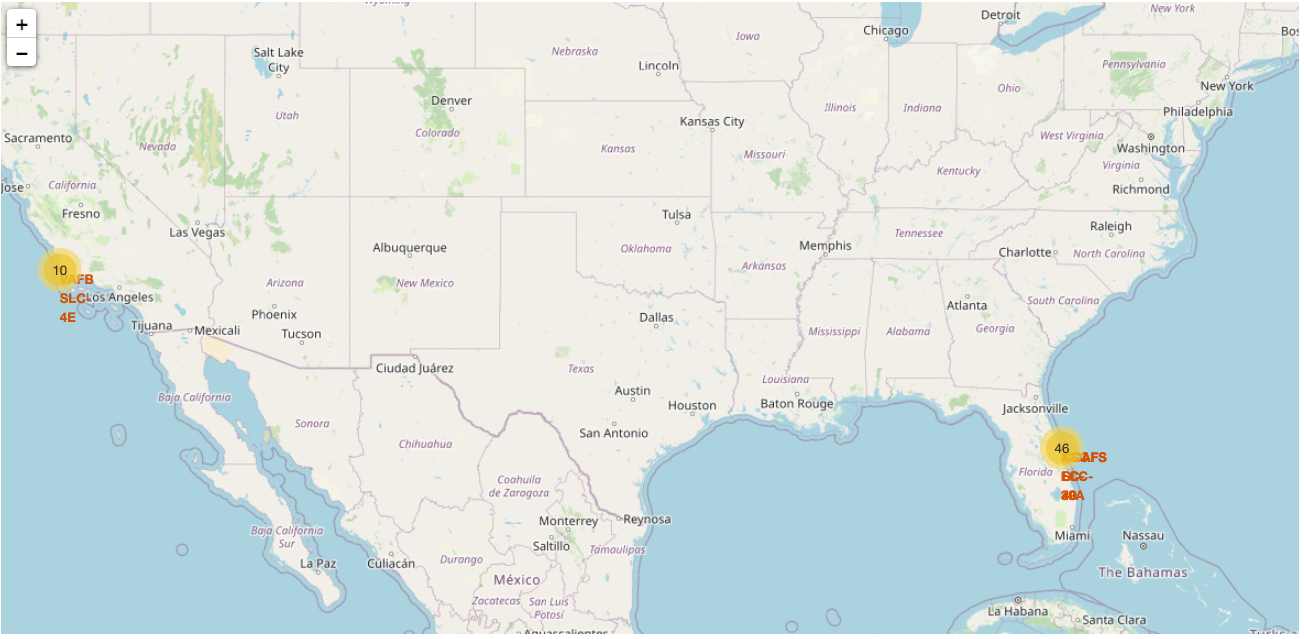 +
−
Wyoming
Detroit
New York
Chicago
Bos
Salt Lake
City
Nebraska
Iowa
Lincoln
Pennsylvania
New York
Ohio
Denver
Illinois
Indiana
Philadelphia
Utah
Kansas City
Colorado
Sacramento
Nevada
Kansas
Missouri
West Virginia
Washington
Virginia
Kentucky
Jose
California
Richmond
Fresno
Tulsa
Raleigh
Las Vegas
Albuquerque
Oklahoma
Memphis
Tennessee
Charlotte
North Carolina
10
VAFB
SLC-
4E
Los Angeles
Arizona
New Mexico
Arkansas
Phoenix
Atlanta
South Carolina
Tijuana
Mexicali
Tucson
Dallas
Mississippi
Alabama
Georgia
Ciudad Juárez
Texas
Louisiana
Baja California
Austin
Houston
Baton Rouge
Jacksonville
Sonora
San Antonio
Chihuahua
46
Florida
Coahuila
de Zaragoza
Baja California
Sur
Monterrey
Reynosa
Miami
Nassau
Saltillo
Tamaulipas
La Paz
Culiacán
Durango
México
The Bahamas
Zacatecas
San Luis
Potosí
La Habana
Santa Clara
Aguascalientes
Turks a